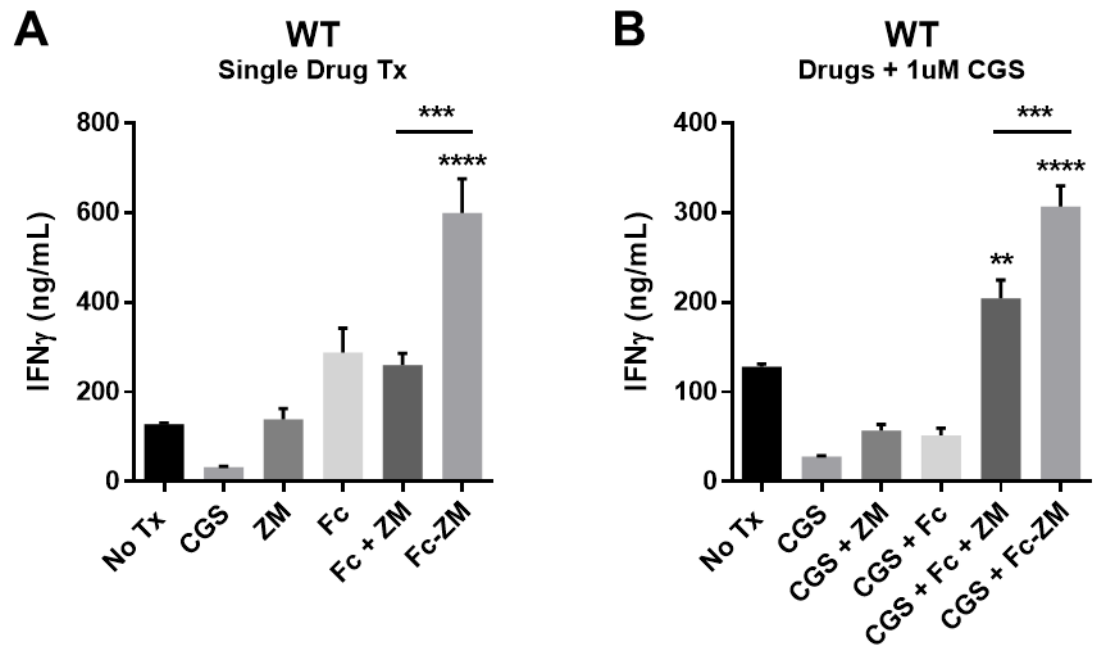 A
WT
Single Drug Tx
***
****
800
600
400
200
0
IFNγ (ng/mL)
No Tx
CGS
ZM
Fc
Fc + ZM
Fc-ZM
B
WT
Drugs + 1uM CGS
***
****
**
400
300
200
100
0
IFNγ (ng/mL)
No Tx
CGS
CGS + ZM
CGS + Fc
CGS + Fc + ZM
CGS + Fc-ZM